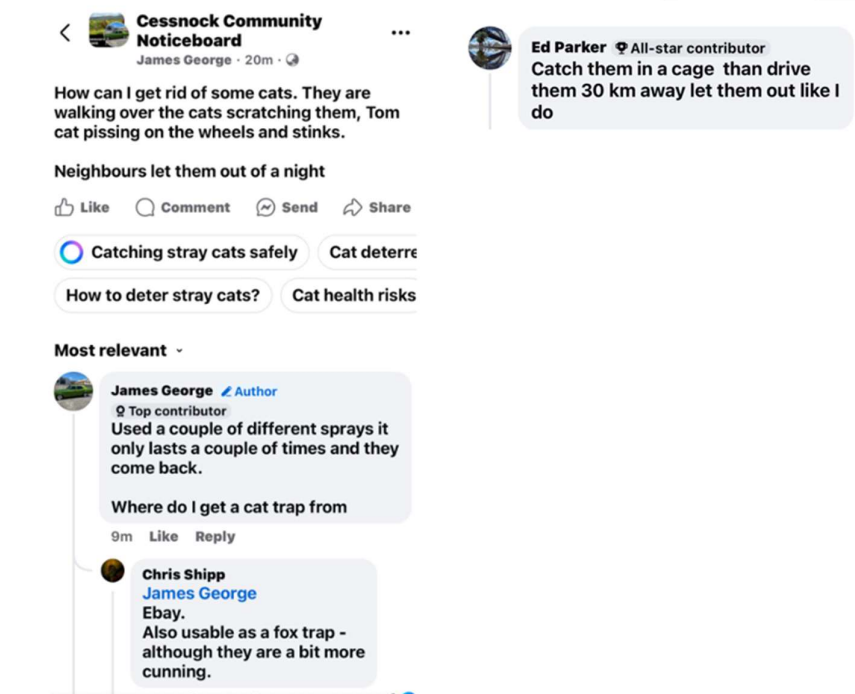 Cessnock Community
Noticeboard
James George · 20m ·
How can I get rid of some cats. They are
walking over the cats scratching them, Tom
cat pissing on the wheels and stinks.
Neighbours let them out of a night
Like Comment Send Share
Catching stray cats safely Cat deterre
How to deter stray cats? Cat health risks
Most relevant
James George Author
Top contributor
Used a couple of different sprays it
only lasts a couple of times and they
come back.
Where do I get a cat trap from
9m Like Reply
Chris Shipp
James George
Ebay.
Also usable as a fox trap -
although they are a bit more
cunning.
Ed Parker All-star contributor
Catch them in a cage than drive
them 30 km away let them out like I
do